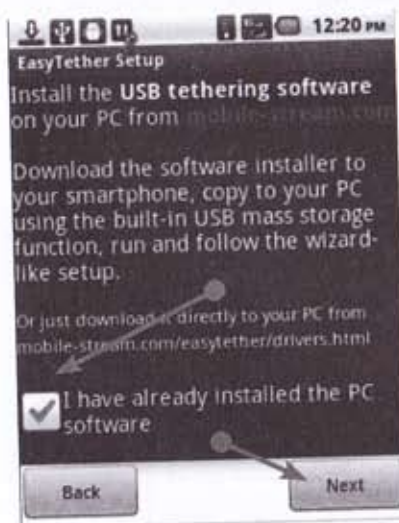 12:20 PM
EasyTether Setup
Install the USB tethering software
on your PC from mobile-stream.com
Download the software installer to
your smartphone, copy to your PC
using the built-in USB mass storage
function, run and follow the wizard-
like setup.
Or just download it directly to your PC from
mobile-stream.com/easytether/drivers.html
I have already installed the PC
software
Back
Next